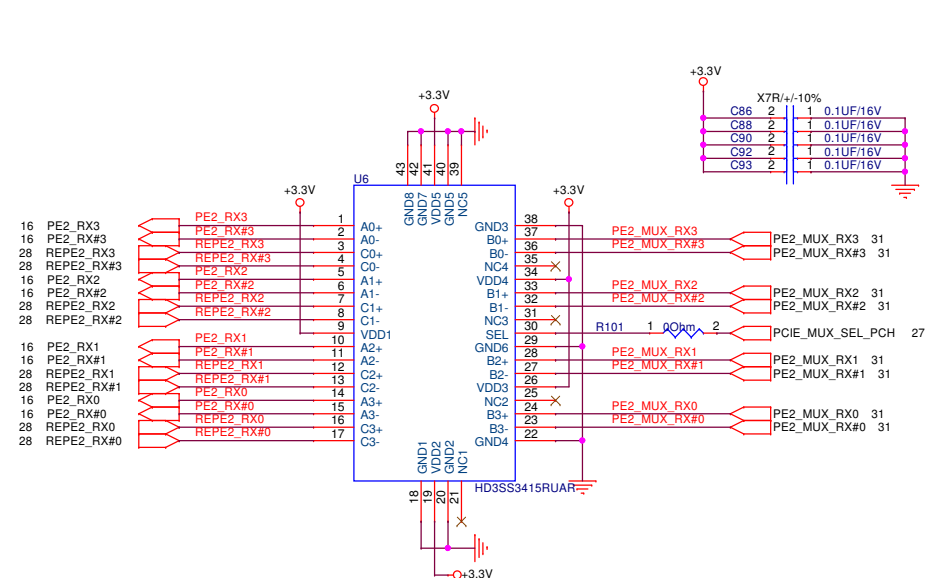 +3.3V
X7R/+/-10%
C86 2 1 0.1UF/16V
C88 2 1 0.1UF/16V
C90 2 1 0.1UF/16V
C92 2 1 0.1UF/16V
C93 2 1 0.1UF/16V
+3.3V
43 42 41 40 39
GND8 GND7 VDD5 GND5 NC5
U6
+3.3V
+3.3V
16 PE2_RX3 PE2_RX3 1 A0+
16 PE2_RX#3 PE2_RX#3 2 A0-
28 REPE2_RX3 REPE2_RX3 3 C0+
28 REPE2_RX#3 REPE2_RX#3 4 C0-
16 PE2_RX2 PE2_RX2 5 A1+
16 PE2_RX#2 PE2_RX#2 6 A1-
28 REPE2_RX2 REPE2_RX2 7 C1+
28 REPE2_RX#2 REPE2_RX#2 8 C1-
9 VDD1
16 PE2_RX1 PE2_RX1 10 A2+
16 PE2_RX#1 PE2_RX#1 11 A2-
28 REPE2_RX1 REPE2_RX1 12 C2+
28 REPE2_RX#1 REPE2_RX#1 13 C2-
16 PE2_RX0 PE2_RX0 14 A3+
16 PE2_RX#0 PE2_RX#0 15 A3-
28 REPE2_RX0 REPE2_RX0 16 C3+
28 REPE2_RX#0 REPE2_RX#0 17 C3-
GND3 38
B0+ 37 PE2_MUX_RX3 PE2_MUX_RX3 31
B0- 36 PE2_MUX_RX#3 PE2_MUX_RX#3 31
NC4 35
VDD4 34
B1+ 33 PE2_MUX_RX2 PE2_MUX_RX2 31
B1- 32 PE2_MUX_RX#2 PE2_MUX_RX#2 31
NC3 31
SEL 30 R101 1 0Ohm 2 PCIE_MUX_SEL_PCH 27
GND6 29
B2+ 28 PE2_MUX_RX1 PE2_MUX_RX1 31
B2- 27 PE2_MUX_RX#1 PE2_MUX_RX#1 31
VDD3 26
NC2 25
B3+ 24 PE2_MUX_RX0 PE2_MUX_RX0 31
B3- 23 PE2_MUX_RX#0 PE2_MUX_RX#0 31
GND4 22
GND1 VDD2 GND2 NC1
18 19 20 21
HD3SS3415RUAR
+3.3V